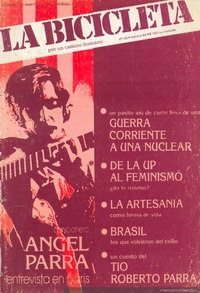 LA BICICLETA
por un camino humano
GUERRA
CORRIENTE
A UNA NUCLEAR
DE LA UP
AL FEMINISMO
¿es lo mismo?
LA ARTESANIA
como forma de vida
BRASIL
los que volvieron del exilio
un cuento del
TIO
ROBERTO PARRA
cancionero
ANGEL
PARRA
entrevista en parís